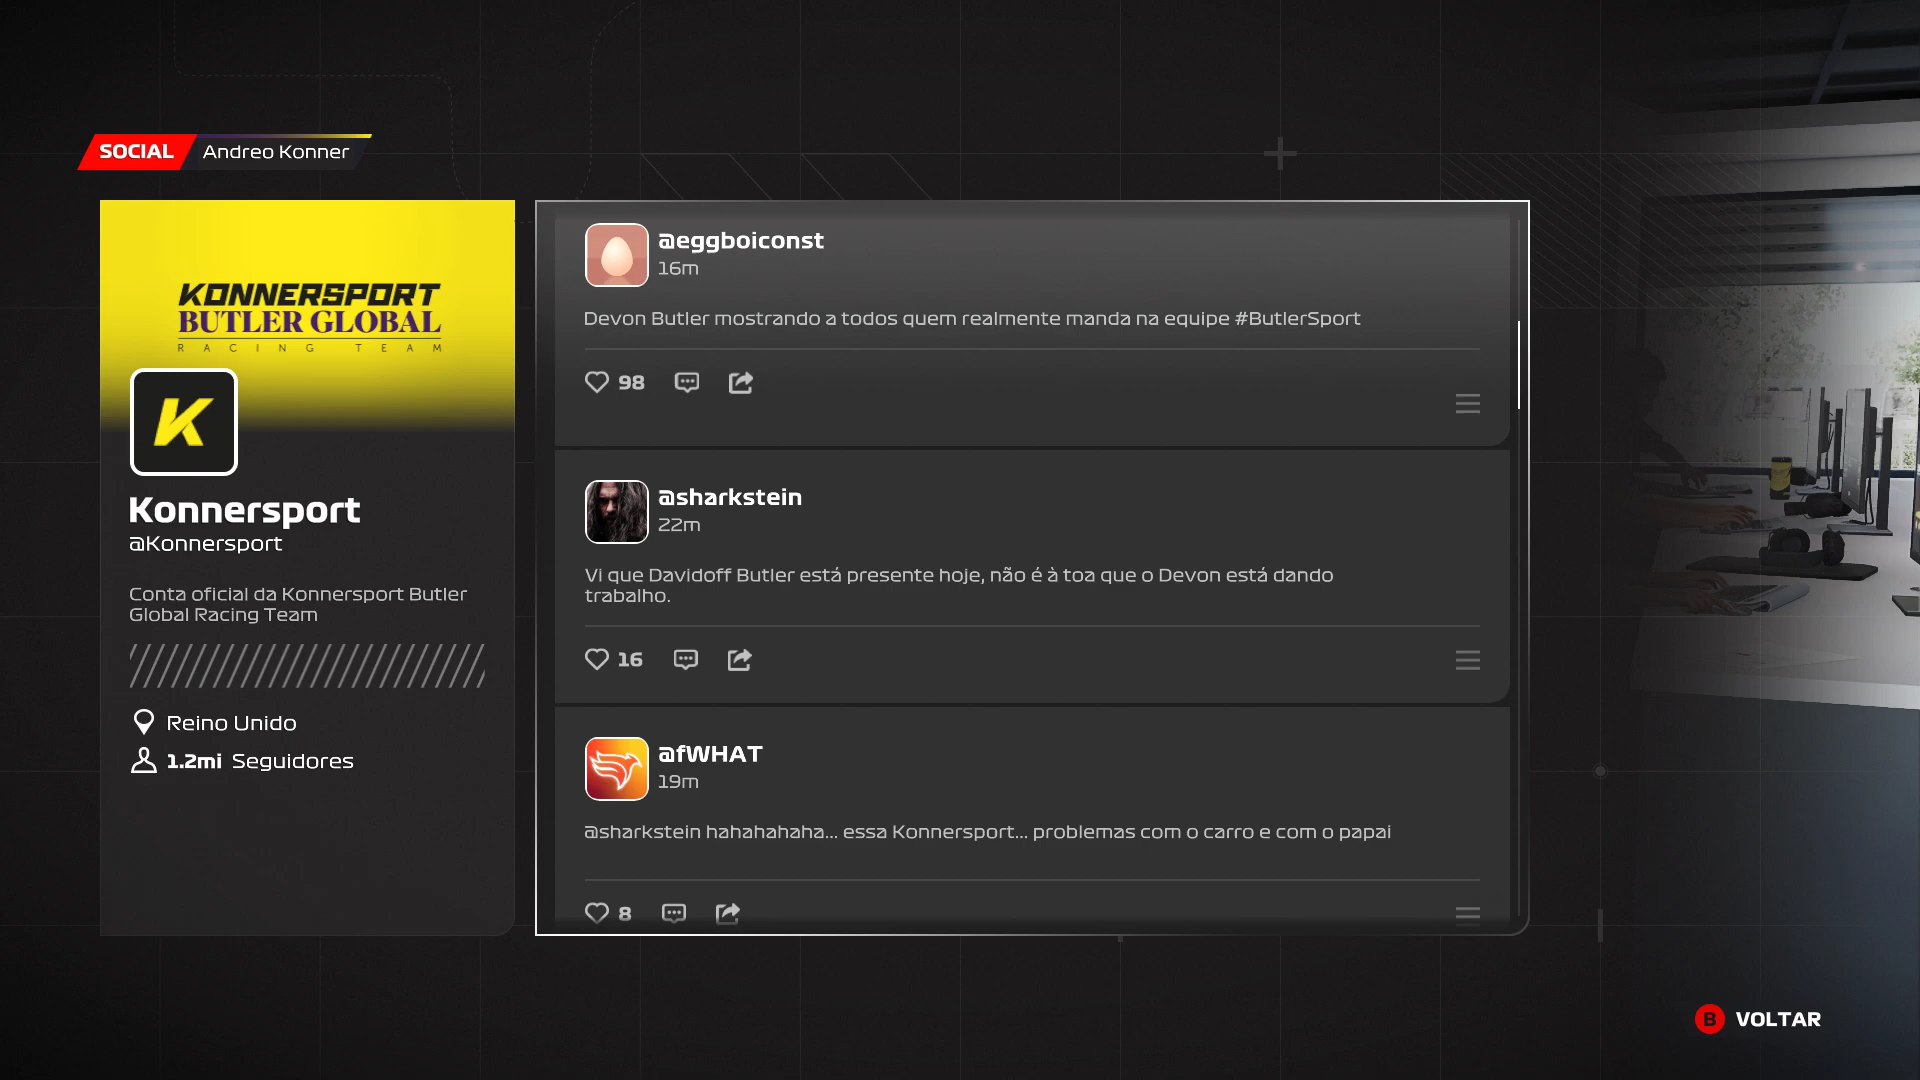 SOCIAL Andreo Konner
KONNERSPORT
BUTLER GLOBAL
RACING TEAM
K
Konnersport
@Konnersport
Conta oficial da Konnersport Butler
Global Racing Team
Reino Unido
1.2mi Seguidores
@eggboiconst
16m
Devon Butler mostrando a todos quem realmente manda na equipe #ButlerSport
98
@sharkstein
22m
Vi que Davidoff Butler está presente hoje, não é à toa que o Devon está dando
trabalho.
16
@fWHAT
19m
@sharkstein hahahahaha... essa Konnersport... problemas com o carro e com o papai
8
B VOLTAR